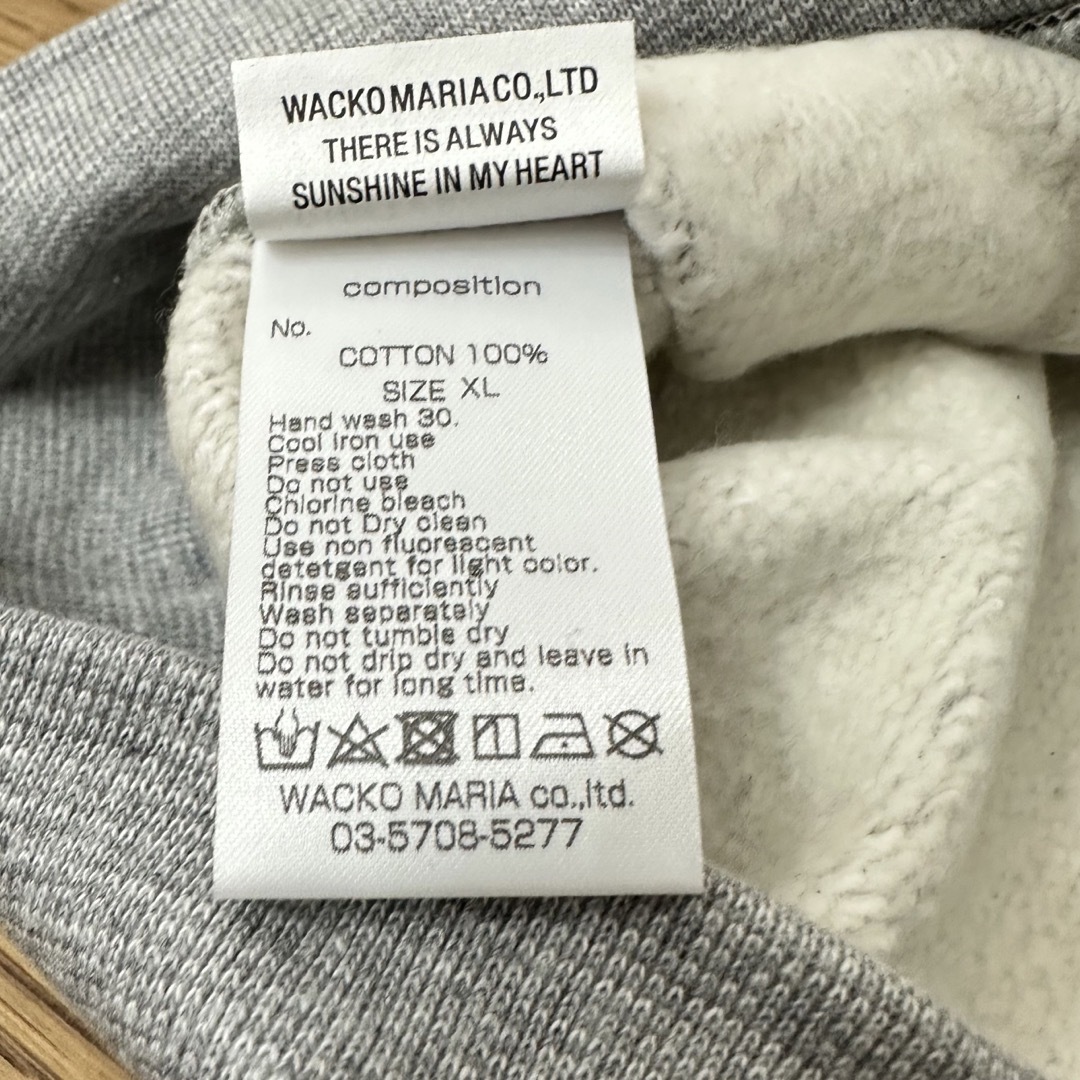 WACKO MARIA CO.,LTD
THERE IS ALWAYS
SUNSHINE IN MY HEART
composition
No.
COTTON 100%
SIZE XL
Hand wash 30.
Cool iron use
Press cloth
Do not use
Chlorine bleach
Do not Dry clean
Use non fluorescent
detetgent for light color.
Rinse sufficiently
Wash separately
Do not tumble dry
Do not drip dry and leave in
water for long time.
WACKO MARIA co.,ltd.
03-5708-5277